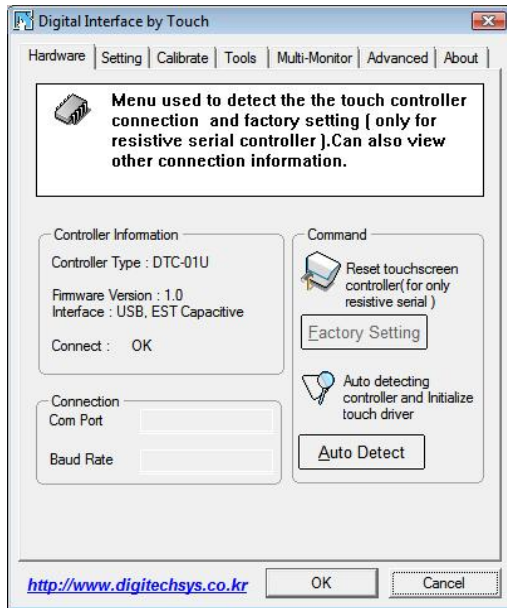 Digital Interface by Touch
Hardware Setting Calibrate Tools Multi-Monitor Advanced About
Menu used to detect the the touch controller
connection and factory setting ( only for
resistive serial controller ).Can also view
other connection information.
Controller Information
Controller Type : DTC-01U
Firmware Version : 1.0
Interface : USB, EST Capacitive
Connect : OK
Connection
Com Port
Baud Rate
Command
Reset touchscreen
controller( for only
resistive serial )
Factory Setting
Auto detecting
controller and Initialize
touch driver
Auto Detect
http://www.digitechsys.co.kr
OK
Cancel